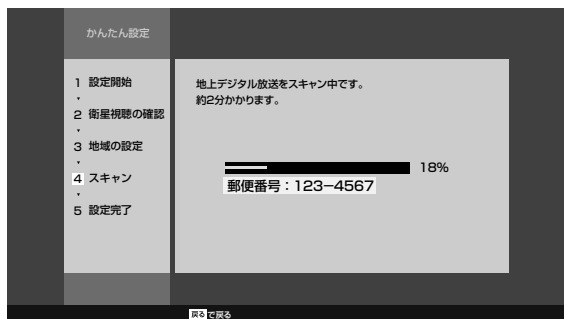 かんたん設定
1 設定開始
2 衛星視聴の確認
3 地域の設定
4 スキャン
5 設定完了
地上デジタル放送をスキャン中です。
約2分かかります。
18%
郵便番号：123−4567
戻る で戻る